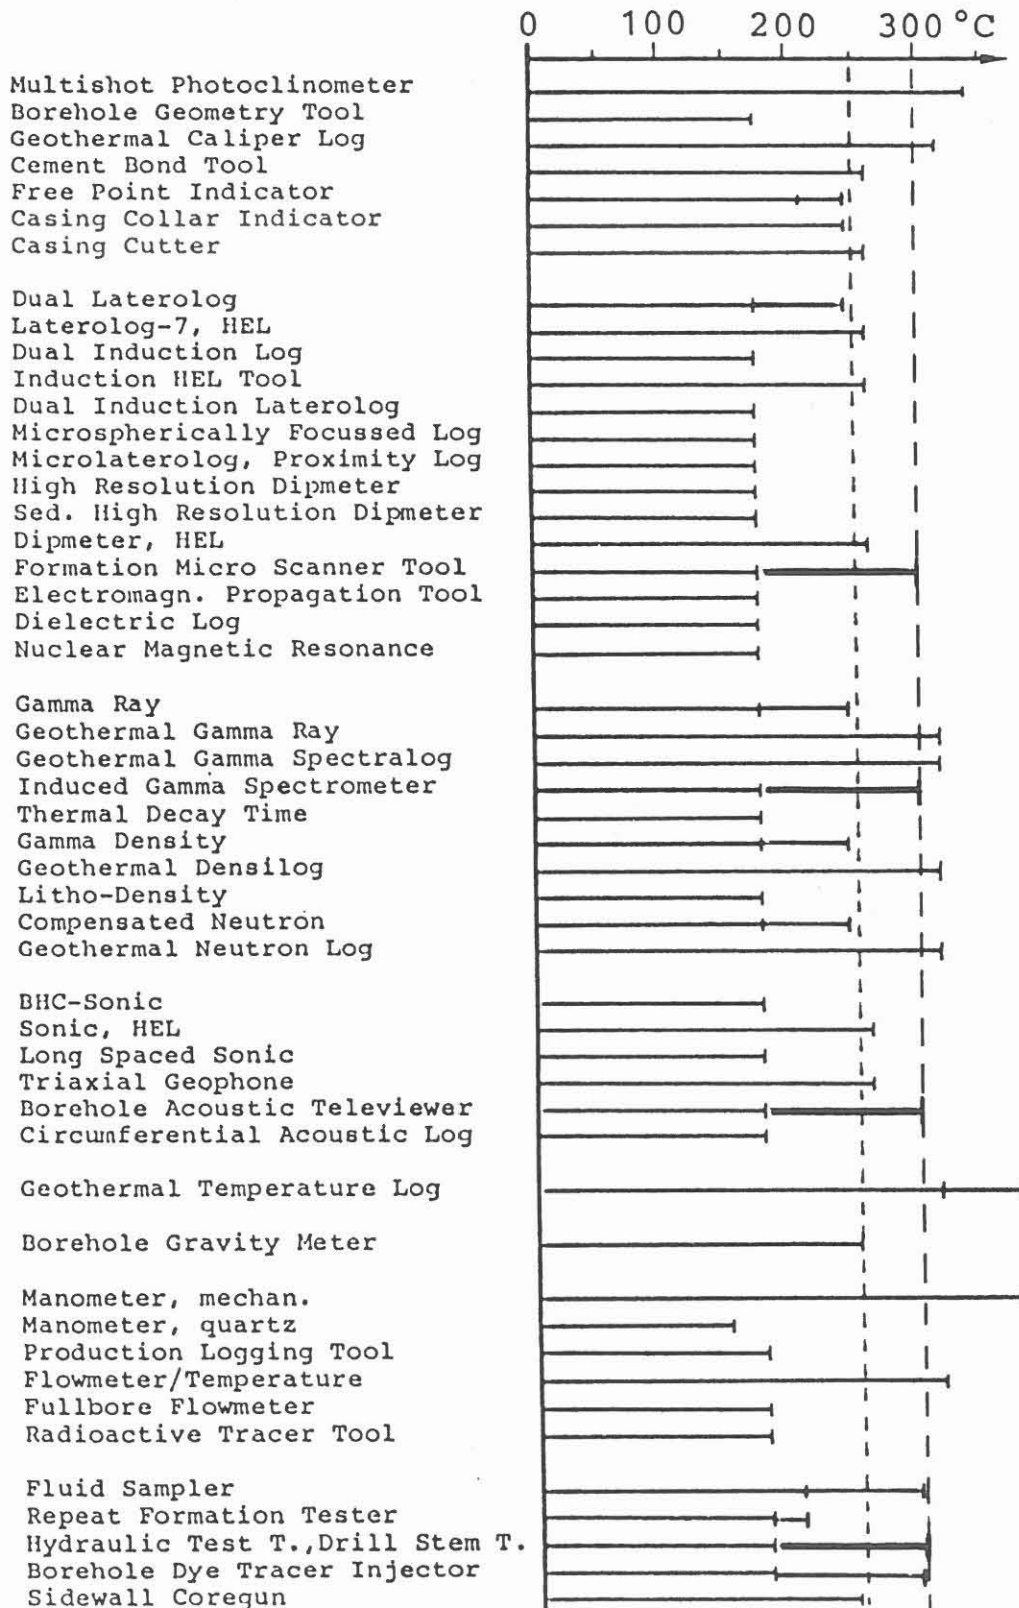 0 100 200 300 °C
Multishot Photoclinometer
Borehole Geometry Tool
Geothermal Caliper Log
Cement Bond Tool
Free Point Indicator
Casing Collar Indicator
Casing Cutter
Dual Laterolog
Laterolog-7, HEL
Dual Induction Log
Induction HEL Tool
Dual Induction Laterolog
Microspherically Focussed Log
Microlaterolog, Proximity Log
High Resolution Dipmeter
Sed. High Resolution Dipmeter
Dipmeter, HEL
Formation Micro Scanner Tool
Electromagn. Propagation Tool
Dielectric Log
Nuclear Magnetic Resonance
Gamma Ray
Geothermal Gamma Ray
Geothermal Gamma Spectralog
Induced Gamma Spectrometer
Thermal Decay Time
Gamma Density
Geothermal Densilog
Litho-Density
Compensated Neutron
Geothermal Neutron Log
BHC-Sonic
Sonic, HEL
Long Spaced Sonic
Triaxial Geophone
Borehole Acoustic Televiewer
Circumferential Acoustic Log
Geothermal Temperature Log
Borehole Gravity Meter
Manometer, mechan.
Manometer, quartz
Production Logging Tool
Flowmeter/Temperature
Fullbore Flowmeter
Radioactive Tracer Tool
Fluid Sampler
Repeat Formation Tester
Hydraulic Test T.,Drill Stem T.
Borehole Dye Tracer Injector
Sidewall Coregun